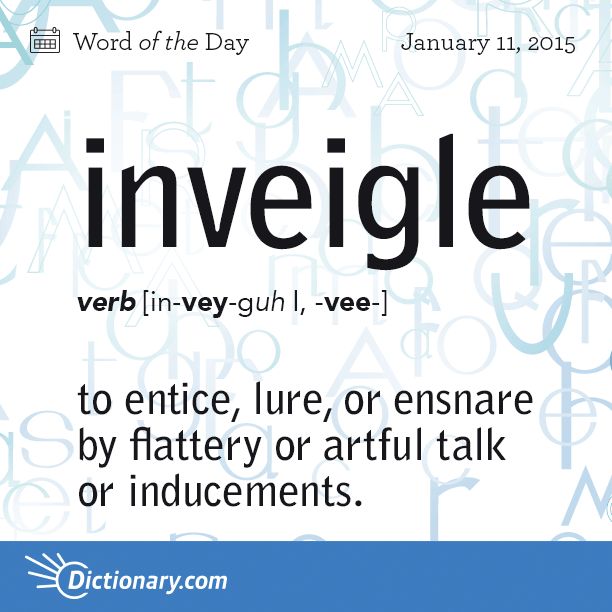 Word of the Day
January 11, 2015
inveigle
verb [in-vey-guh l, -vee-]
to entice, lure, or ensnare
by flattery or artful talk
or inducements.
Dictionary.com